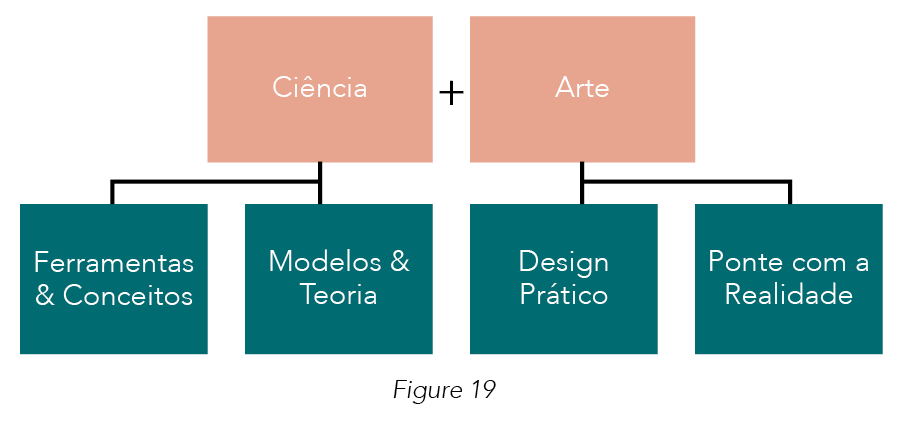 Ciência
+
Arte
Ferramentas
& Conceitos
Modelos &
Teoria
Design
Prático
Ponte com a
Realidade
Figure 19